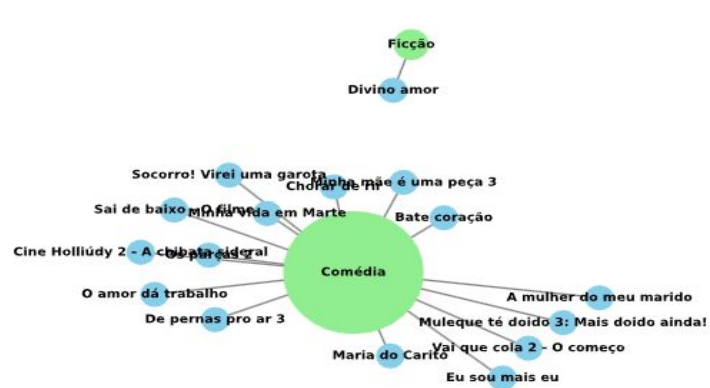 Ficção
Divino amor
Socorro! Virei uma garota
Minha mãe é uma peça 3
Chorar de rir
Sai de baixo - O filme
Minha vida em Marte
Bate coração
Cine Holliúdy 2 - A chibata sideral
Os parças 2
Comédia
O amor dá trabalho
A mulher do meu marido
De pernas pro ar 3
Muleque té doido 3: Mais doido ainda!
Vai que cola 2 - O começo
Maria do Caritó
Eu sou mais eu